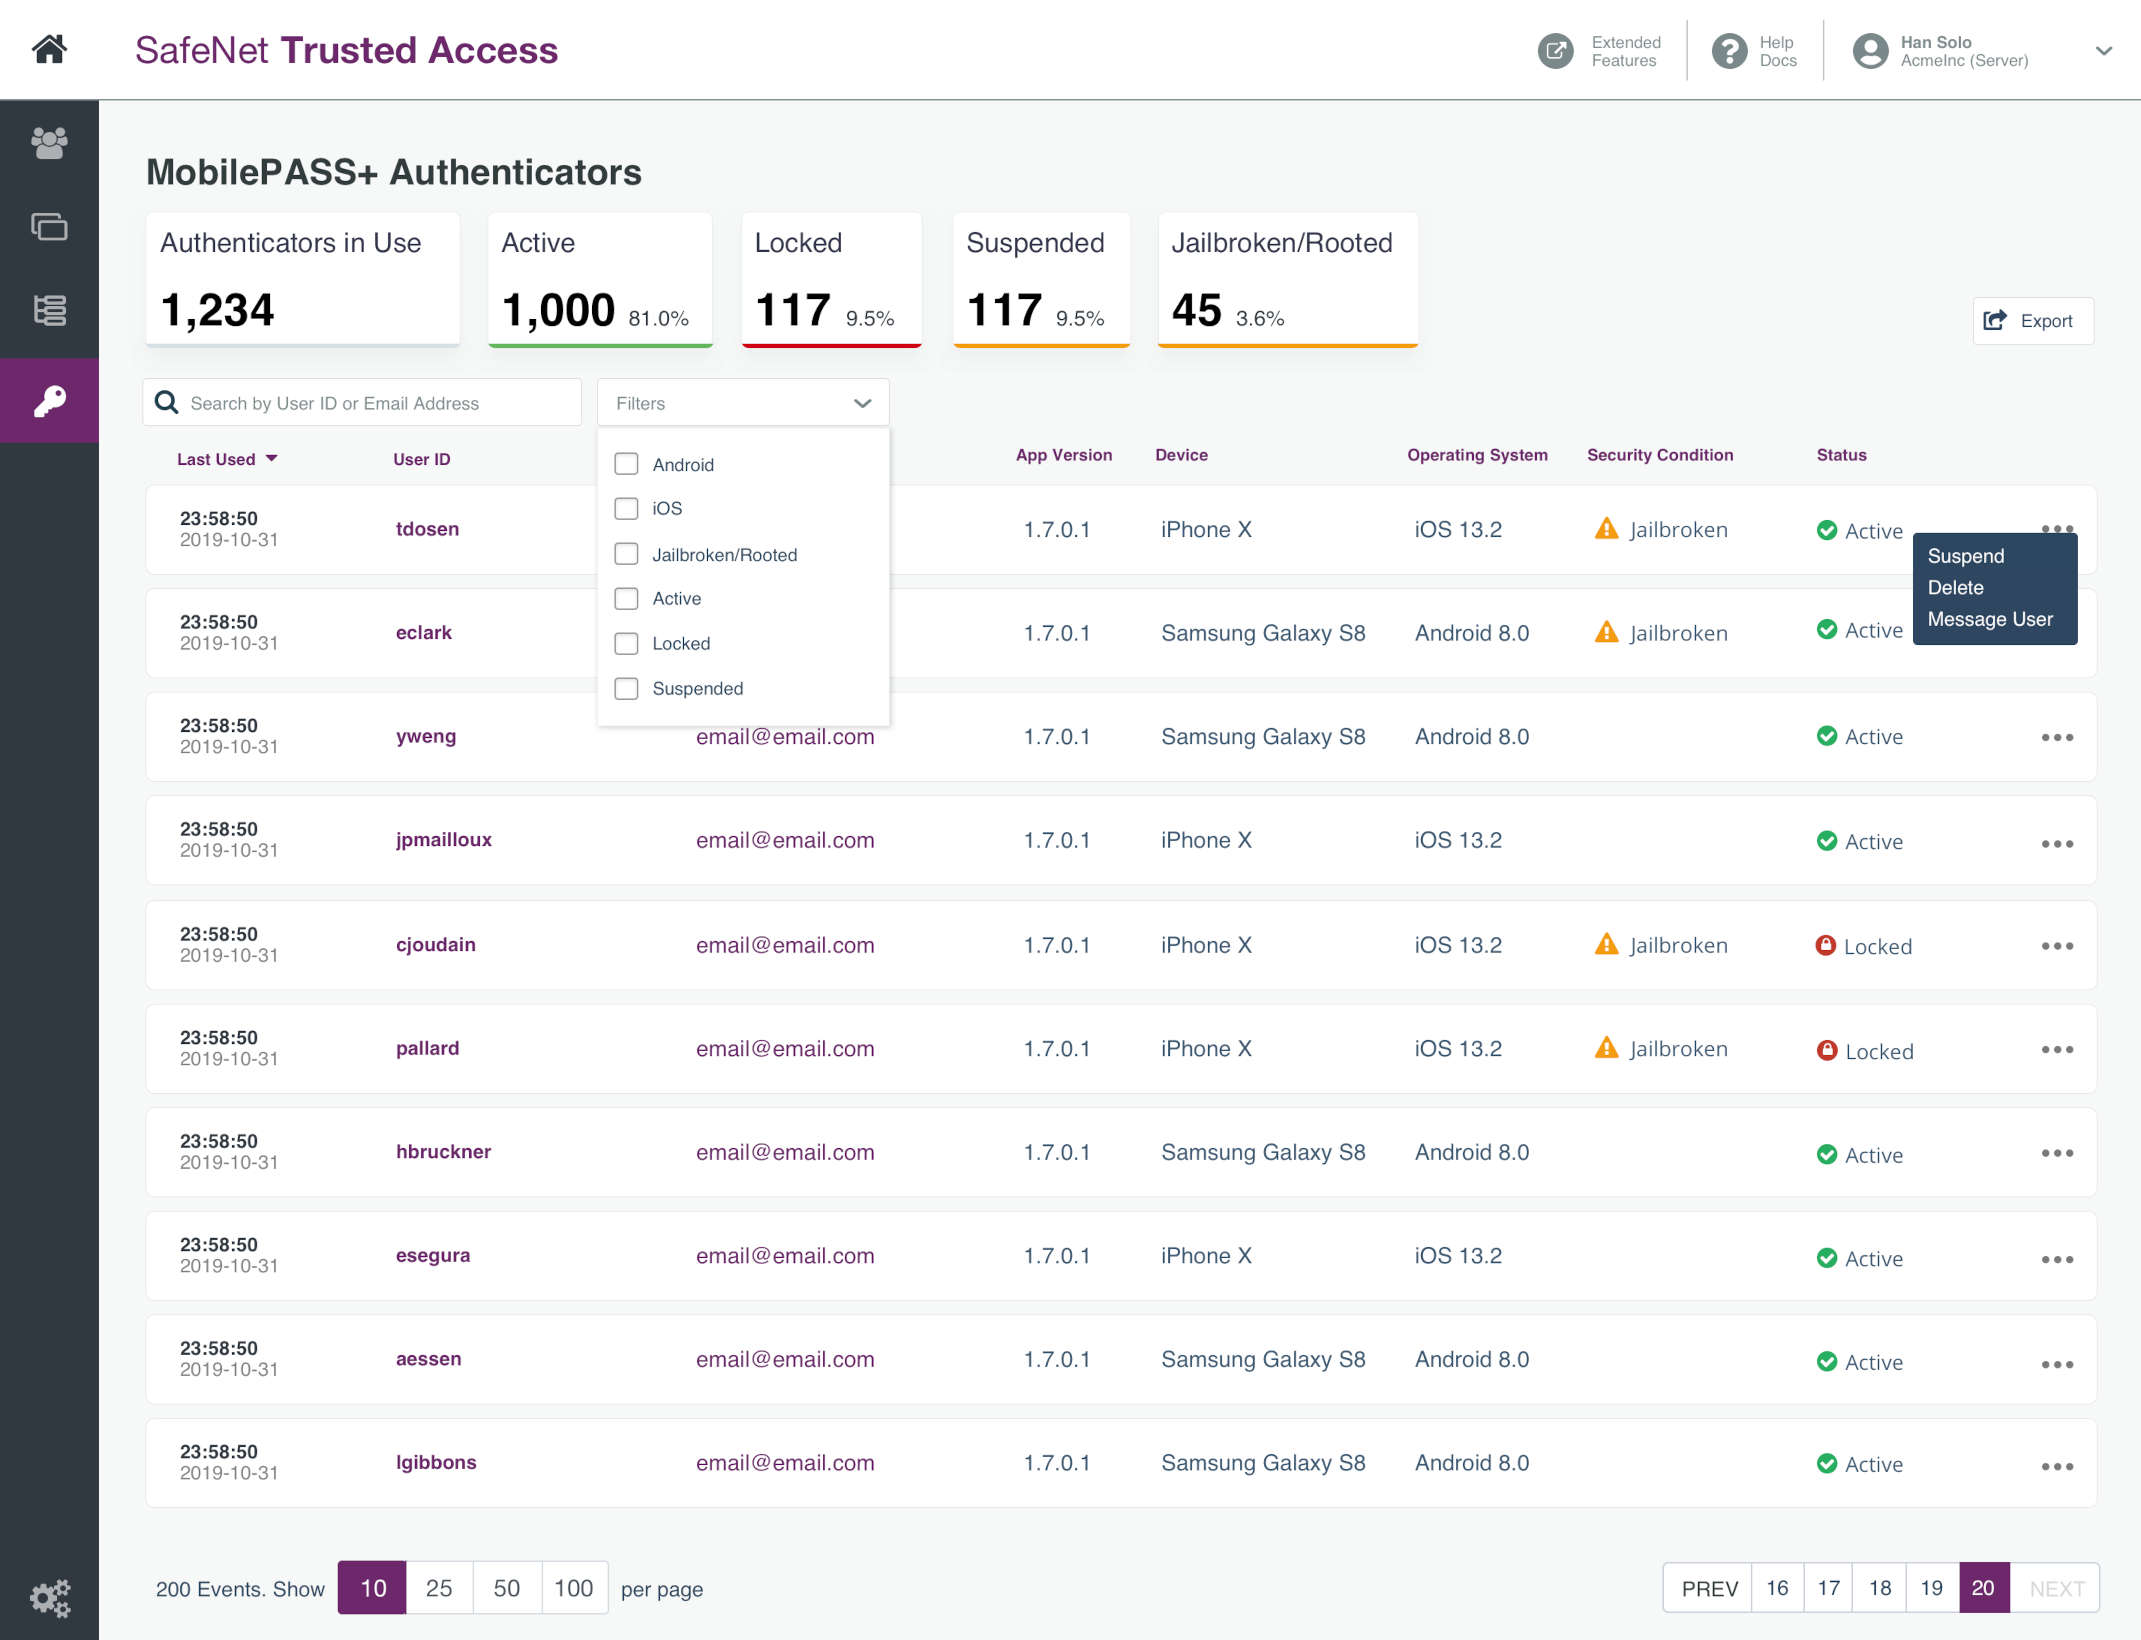 SafeNet Trusted Access
Extended
Features
Help
Docs
Han Solo
AcmeInc (Server)
MobilePASS+ Authenticators
Authenticators in Use
1,234
Active
1,000 81.0%
Locked
117 9.5%
Suspended
117 9.5%
Jailbroken/Rooted
45 3.6%
Export
Search by User ID or Email Address
Filters
Android
iOS
Jailbroken/Rooted
Active
Locked
Suspended
Last Used User ID App Version Device Operating System Security Condition Status
23:58:50
2019-10-31
tdosen 1.7.0.1 iPhone X iOS 13.2 Jailbroken Active
Suspend
Delete
Message User
23:58:50
2019-10-31
eclark 1.7.0.1 Samsung Galaxy S8 Android 8.0 Jailbroken Active
23:58:50
2019-10-31
yweng email@email.com 1.7.0.1 Samsung Galaxy S8 Android 8.0 Active
23:58:50
2019-10-31
jpmailloux email@email.com 1.7.0.1 iPhone X iOS 13.2 Active
23:58:50
2019-10-31
cjoudain email@email.com 1.7.0.1 iPhone X iOS 13.2 Jailbroken Locked
23:58:50
2019-10-31
pallard email@email.com 1.7.0.1 iPhone X iOS 13.2 Jailbroken Locked
23:58:50
2019-10-31
hbruckner email@email.com 1.7.0.1 Samsung Galaxy S8 Android 8.0 Active
23:58:50
2019-10-31
esegura email@email.com 1.7.0.1 iPhone X iOS 13.2 Active
23:58:50
2019-10-31
aessen email@email.com 1.7.0.1 Samsung Galaxy S8 Android 8.0 Active
23:58:50
2019-10-31
lgibbons email@email.com 1.7.0.1 Samsung Galaxy S8 Android 8.0 Active
200 Events. Show 10 25 50 100 per page
PREV 16 17 18 19 20 NEXT